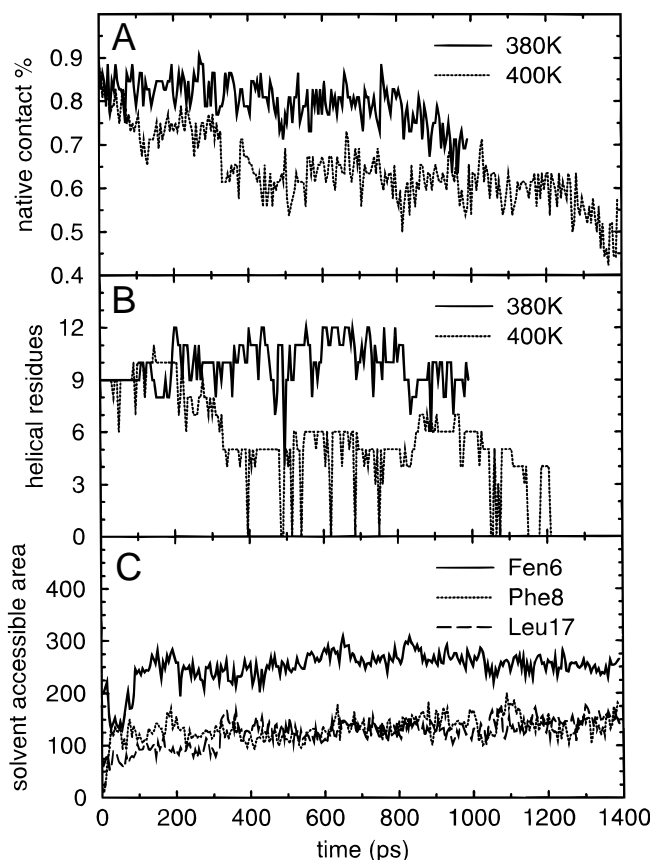 A
380K
400K
native contact %
0.9
0.8
0.7
0.6
0.5
0.4
B
380K
400K
helical residues
12
9
6
3
0
C
Fen6
Phe8
Leu17
solvent accessible area
400
300
200
100
0
0 200 400 600 800 1000 1200 1400
time (ps)